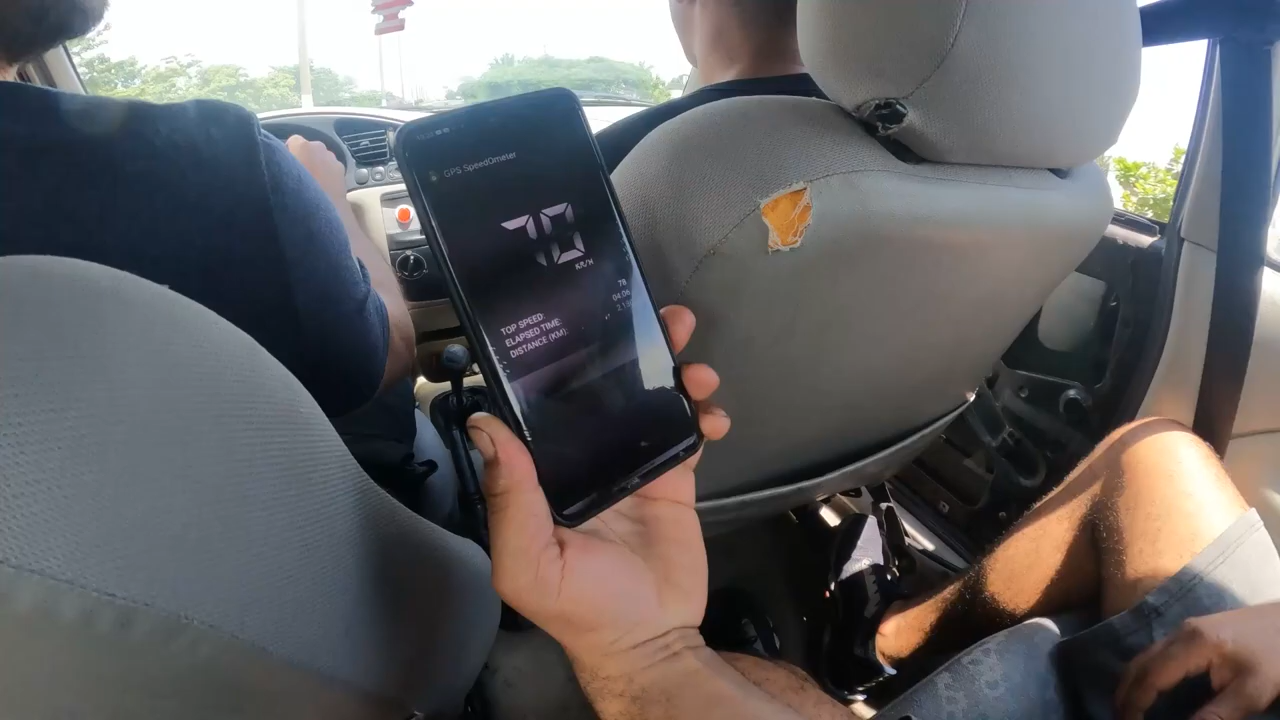 GPS SpeedOmeter
70
KM/H
TOP SPEED: 78
ELAPSED TIME: 04:06
DISTANCE (KM):